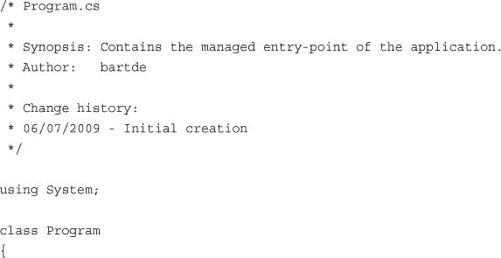 /* Program.cs
 *
 * Synopsis: Contains the managed entry-point of the application.
 * Author:   bartde
 *
 * Change history:
 * 06/07/2009 - Initial creation
 */

using System;

class Program
{